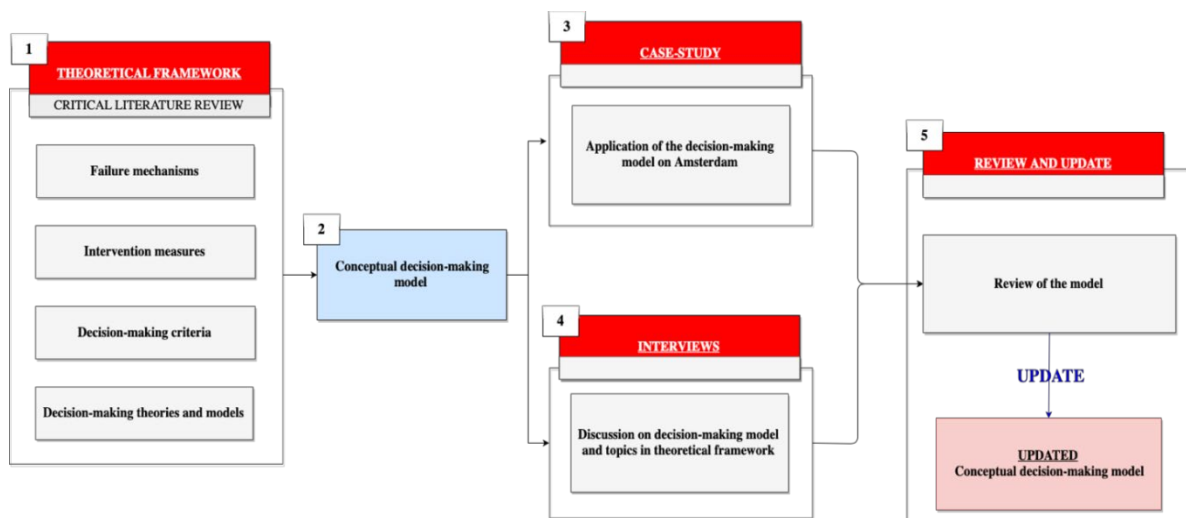 1
THEORETICAL FRAMEWORK
CRITICAL LITERATURE REVIEW
Failure mechanisms
Intervention measures
Decision-making criteria
Decision-making theories and models
2
Conceptual decision-making
model
3
CASE-STUDY
Application of the decision-making
model on Amsterdam
4
INTERVIEWS
Discussion on decision-making model
and topics in theoretical framework
5
REVIEW AND UPDATE
Review of the model
UPDATE
UPDATED
Conceptual decision-making model